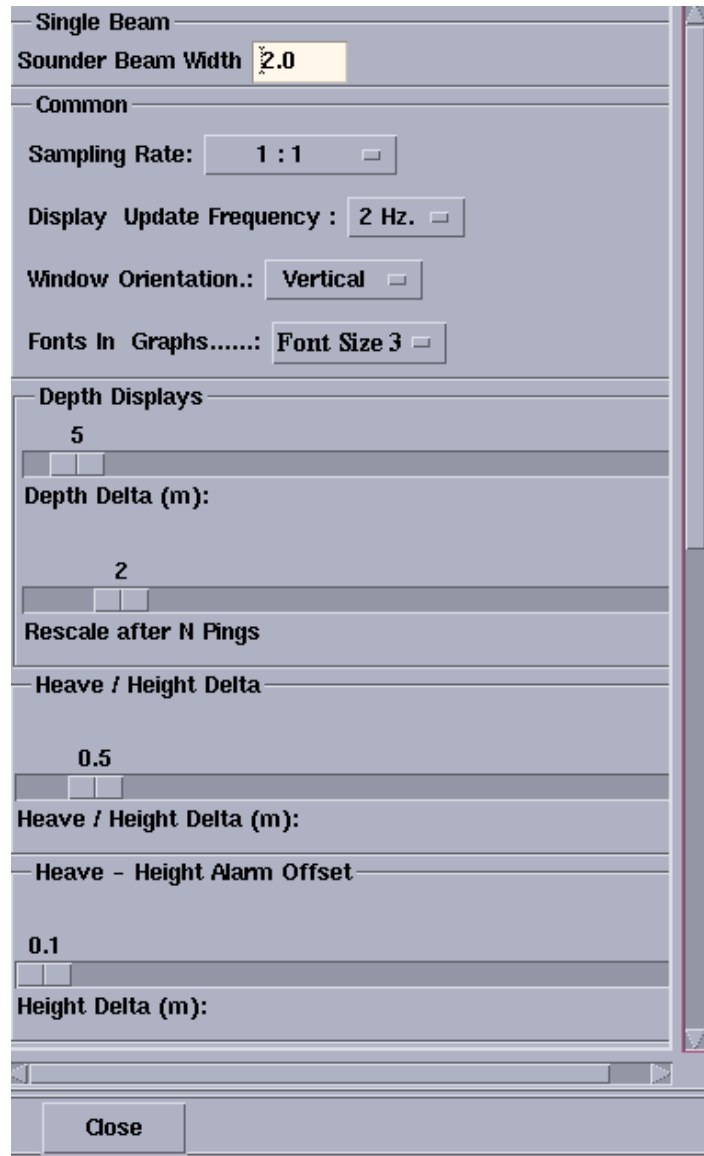 Single Beam
Sounder Beam Width 2.0
Common
Sampling Rate: 1 : 1
Display Update Frequency : 2 Hz.
Window Orientation.: Vertical
Fonts In Graphs......: Font Size 3
Depth Displays
5
Depth Delta (m):
2
Rescale after N Pings
Heave / Height Delta
0.5
Heave / Height Delta (m):
Heave - Height Alarm Offset
0.1
Height Delta (m):
Close